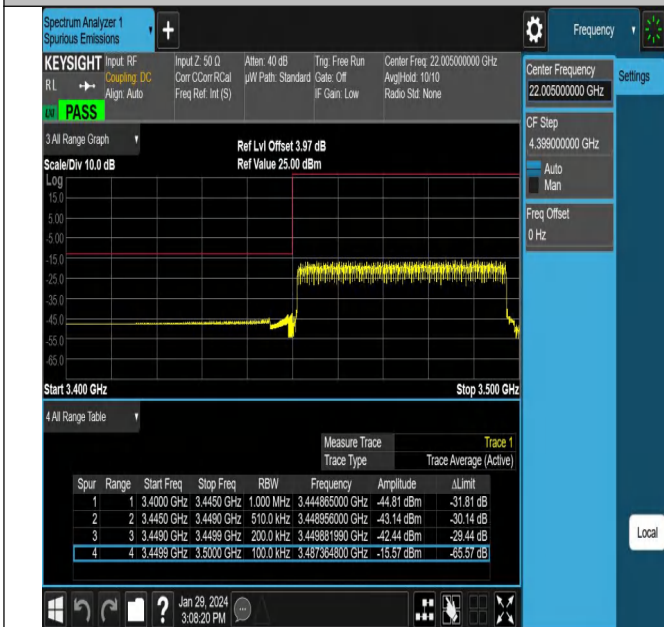 Spectrum Analyzer 1
Spurious Emissions
Frequency
KEYSIGHT
RL
Input: RF
Coupling: DC
Align: Auto
Input Z: 50 Ω
Corr CCorr RCal
Freq Ref: Int (S)
Atten: 40 dB
µW Path: Standard
Trig: Free Run
Gate: Off
IF Gain: Low
Center Freq: 22.005000000 GHz
Avg|Hold: 10/10
Radio Std: None
PASS
Center Frequency
22.005000000 GHz
Settings
CF Step
4.399000000 GHz
Auto
Man
Freq Offset
0 Hz
3 All Range Graph
Ref Lvl Offset 3.97 dB
Scale/Div 10.0 dB
Ref Value 25.00 dBm
Log
15.0
5.00
-5.00
-15.0
-25.0
-35.0
-45.0
-55.0
-65.0
Start 3.400 GHz
Stop 3.500 GHz
4 All Range Table
Measure Trace Trace 1
Trace Type Trace Average (Active)
Spur Range Start Freq Stop Freq RBW Frequency Amplitude ΔLimit
1 1 3.4000 GHz 3.4450 GHz 1.000 MHz 3.444865000 GHz -44.81 dBm -31.81 dB
2 2 3.4450 GHz 3.4490 GHz 510.0 kHz 3.448956000 GHz -43.14 dBm -30.14 dB
3 3 3.4490 GHz 3.4499 GHz 200.0 kHz 3.449881990 GHz -42.44 dBm -29.44 dB
4 4 3.4499 GHz 3.5000 GHz 100.0 kHz 3.487364800 GHz -15.57 dBm -65.57 dB
Local
Jan 29, 2024
3:08:20 PM